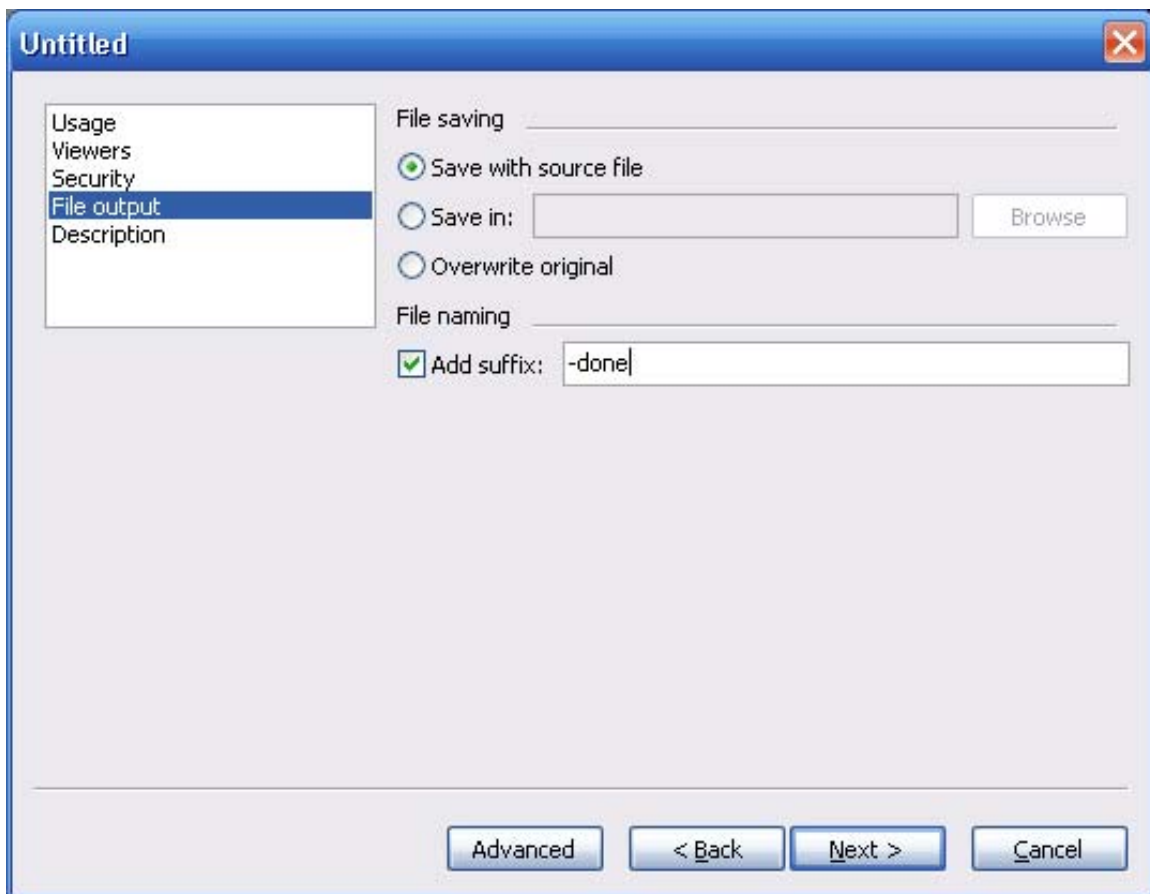 Untitled
Usage
Viewers
Security
File output
Description
File saving
Save with source file
Save in:
Browse
Overwrite original
File naming
Add suffix:
-done
Advanced
< Back
Next >
Cancel